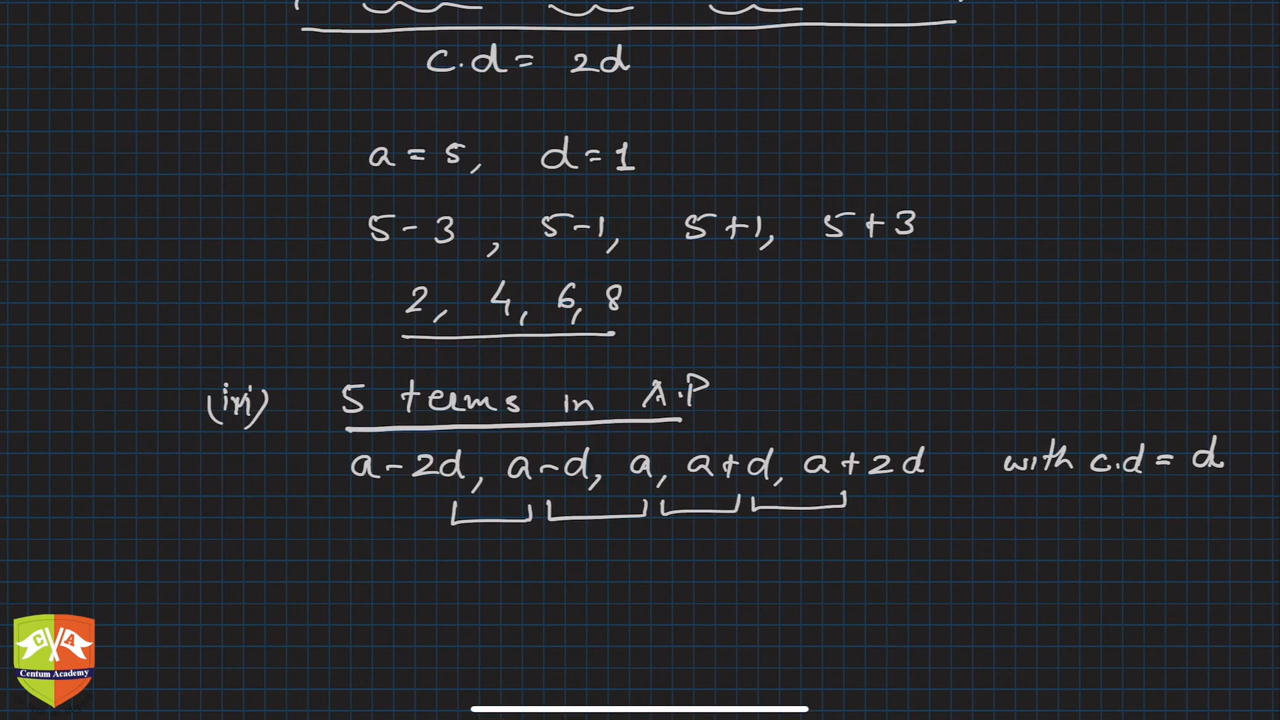 c.d = 2d
a = 5, d = 1
5-3, 5-1, 5+1, 5+3
2, 4, 6, 8
5 terms in A.P
a-2d, a-d, a, a+d, a+2d with c.d = d
C A
Centum Academy